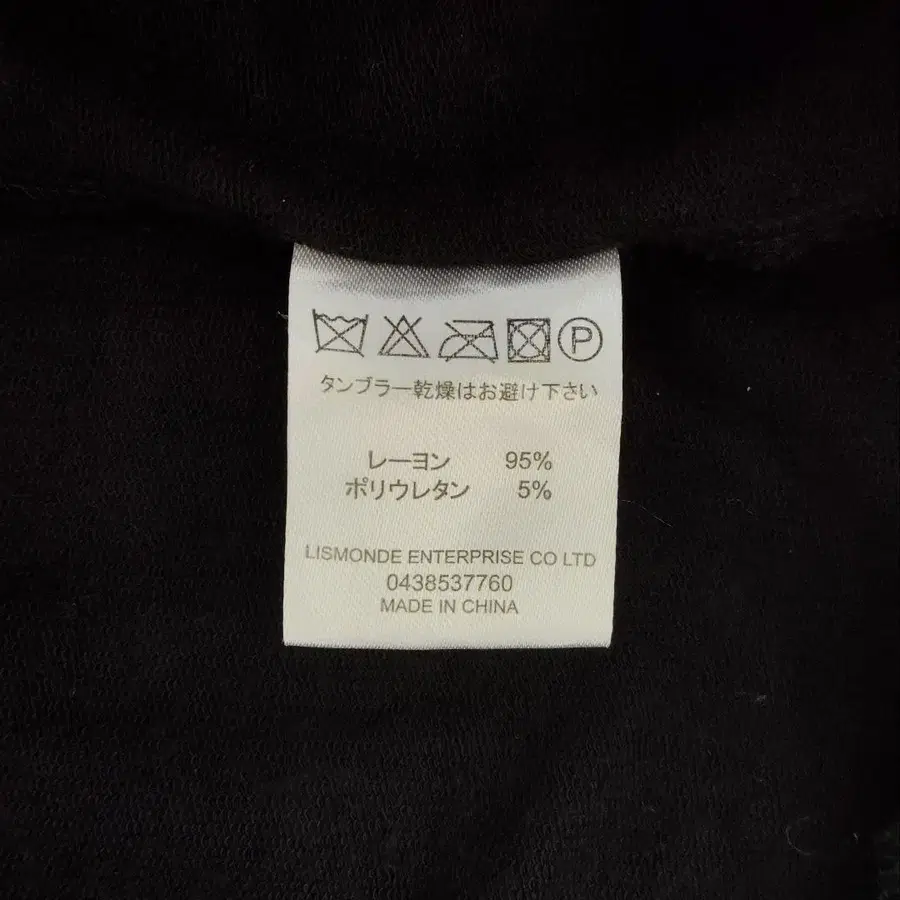 P
タンブラー乾燥はお避け下さい
レーヨン 95%
ポリウレタン 5%
LISMONDE ENTERPRISE CO LTD
0438537760
MADE IN CHINA